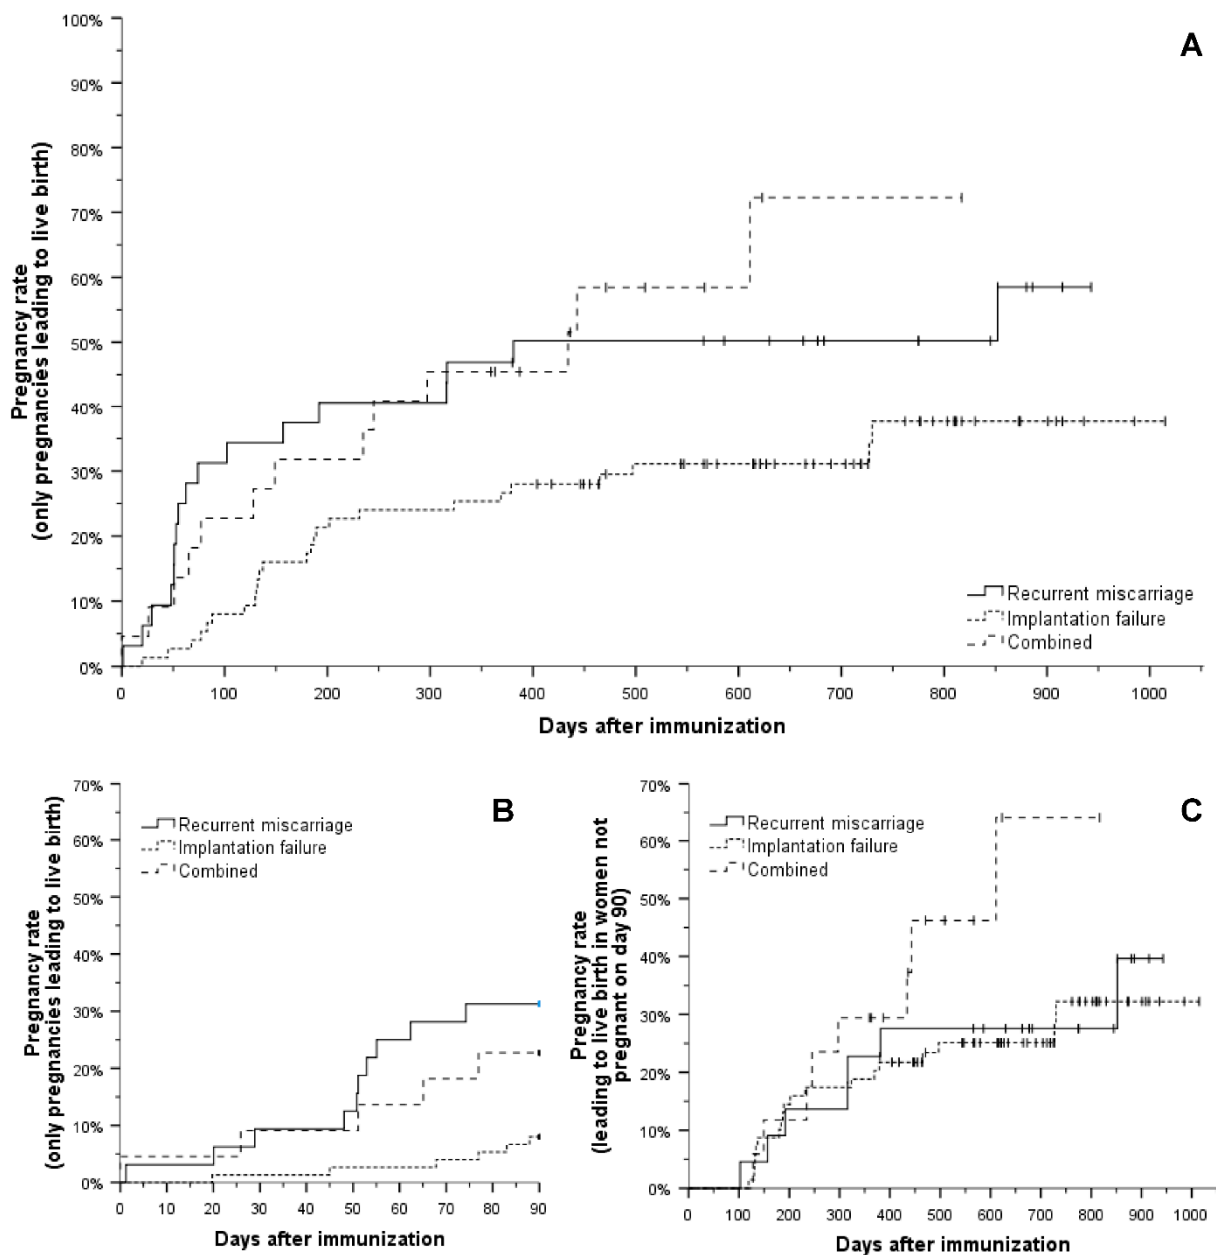 A
Pregnancy rate
(only pregnancies leading to live birth)
100%
90%
80%
70%
60%
50%
40%
30%
20%
10%
0%
Recurrent miscarriage
Implantation failure
Combined
0 100 200 300 400 500 600 700 800 900 1000
Days after immunization
B
Pregnancy rate
(only pregnancies leading to live birth)
70%
60%
50%
40%
30%
20%
10%
0%
Recurrent miscarriage
Implantation failure
Combined
0 10 20 30 40 50 60 70 80 90
Days after immunization
C
Pregnancy rate
(leading to live birth in women not
pregnant on day 90)
70%
60%
50%
40%
30%
20%
10%
0%
Recurrent miscarriage
Implantation failure
Combined
0 100 200 300 400 500 600 700 800 900 1000
Days after immunization